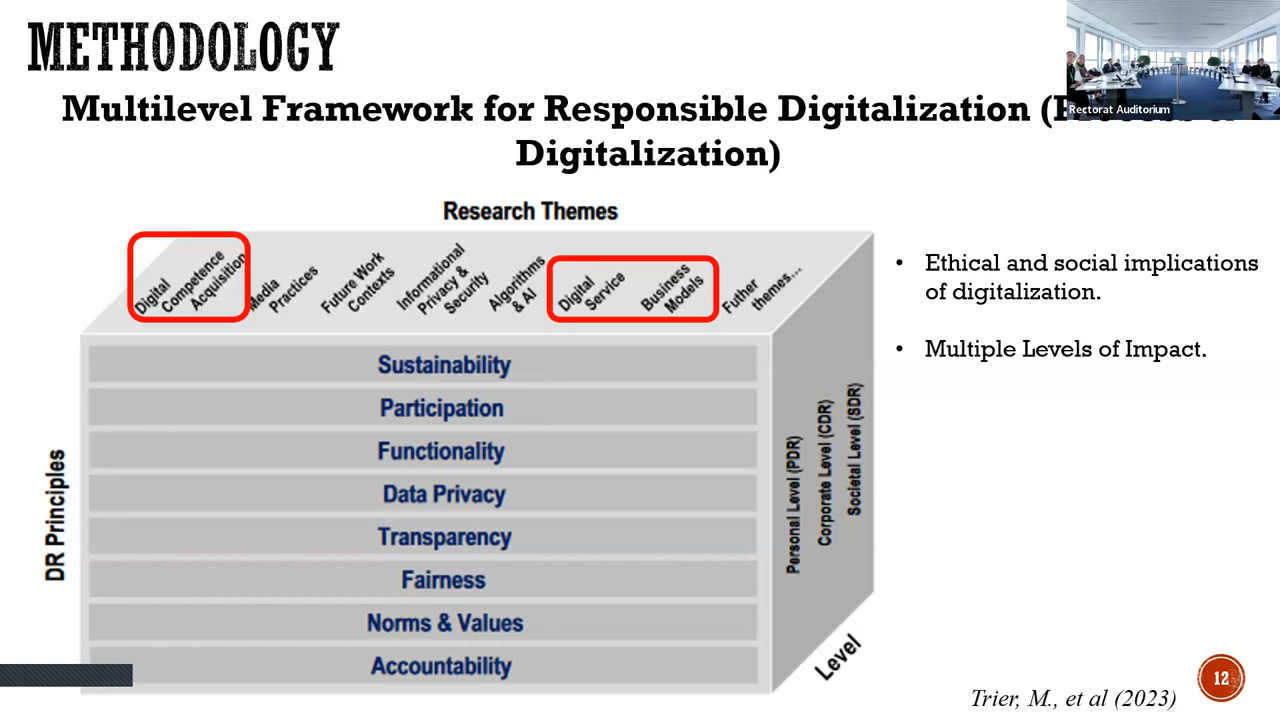 METHODOLOGY
Rectorat Auditorium
Multilevel Framework for Responsible Digitalization
Digitalization)
Research Themes
Digital
Competence
Acquisition
Media
Practices
Future Work
Contexts
Informational
Privacy &
Security
Algorithms
& AI
Digital
Service
Business
Models
Futher
themes...
• Ethical and social implications
of digitalization.
• Multiple Levels of Impact.
DR Principles
Sustainability
Participation
Functionality
Data Privacy
Transparency
Fairness
Norms & Values
Accountability
Personal Level (PDR)
Corporate Level (CDR)
Societal Level (SDR)
Level
Trier, M., et al (2023)
12